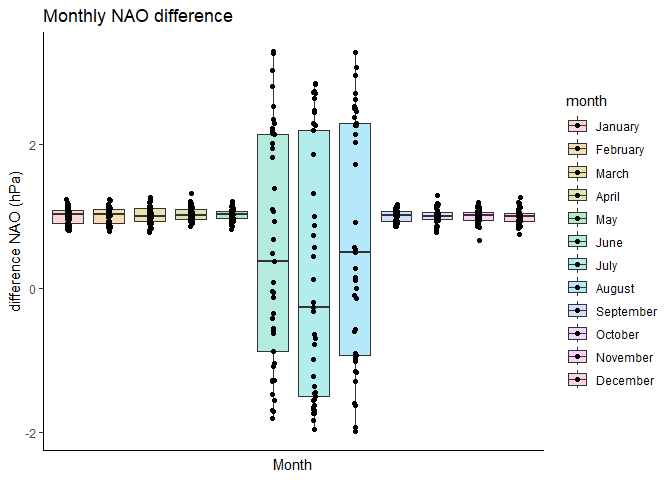 Monthly NAO difference
difference NAO (hPa)
2
0
-2
Month
month
January
February
March
April
May
June
July
August
September
October
November
December